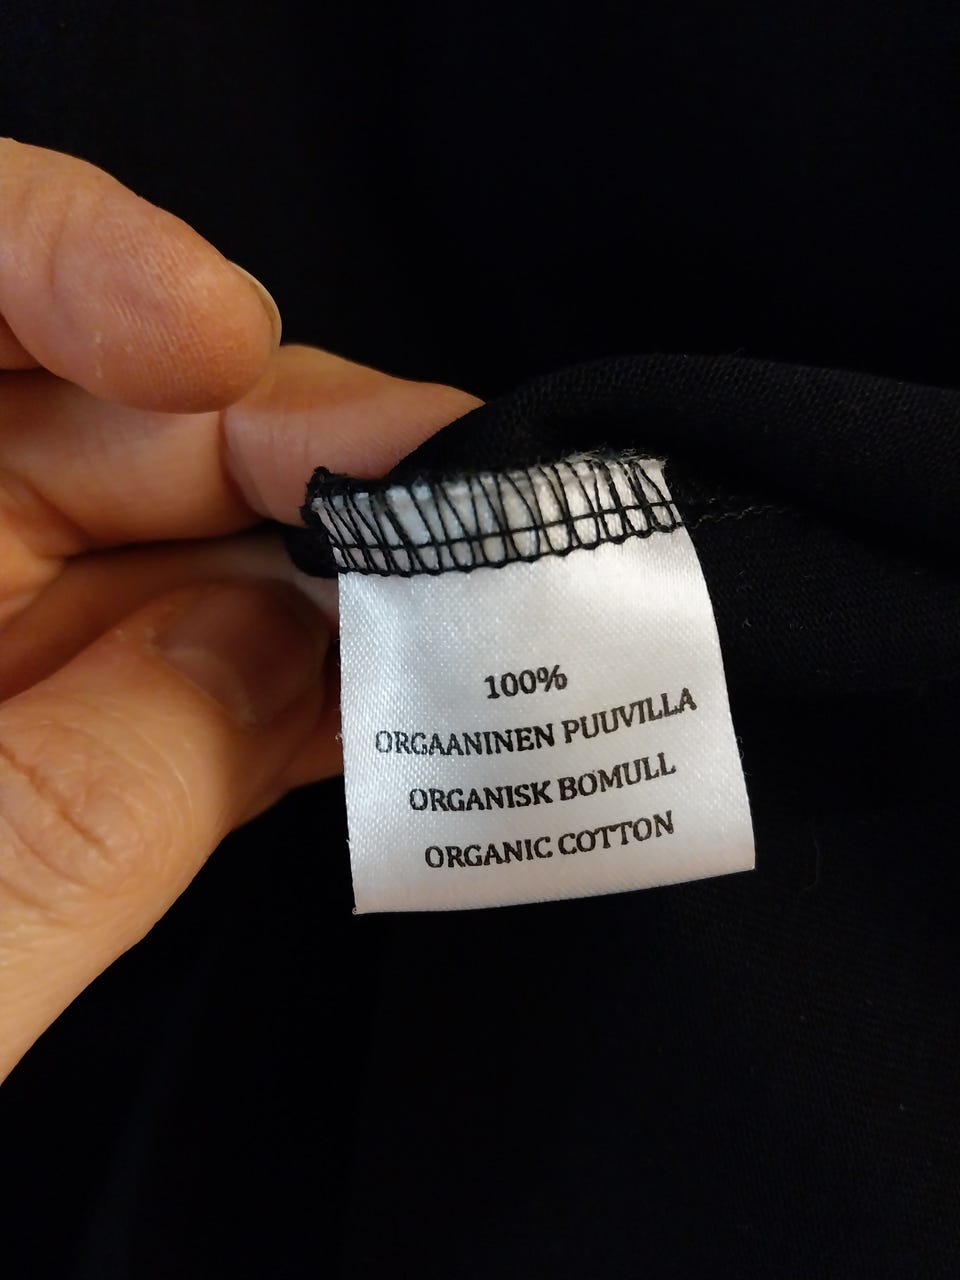 100%
ORGAANINEN PUUVILLA
ORGANISK BOMULL
ORGANIC COTTON